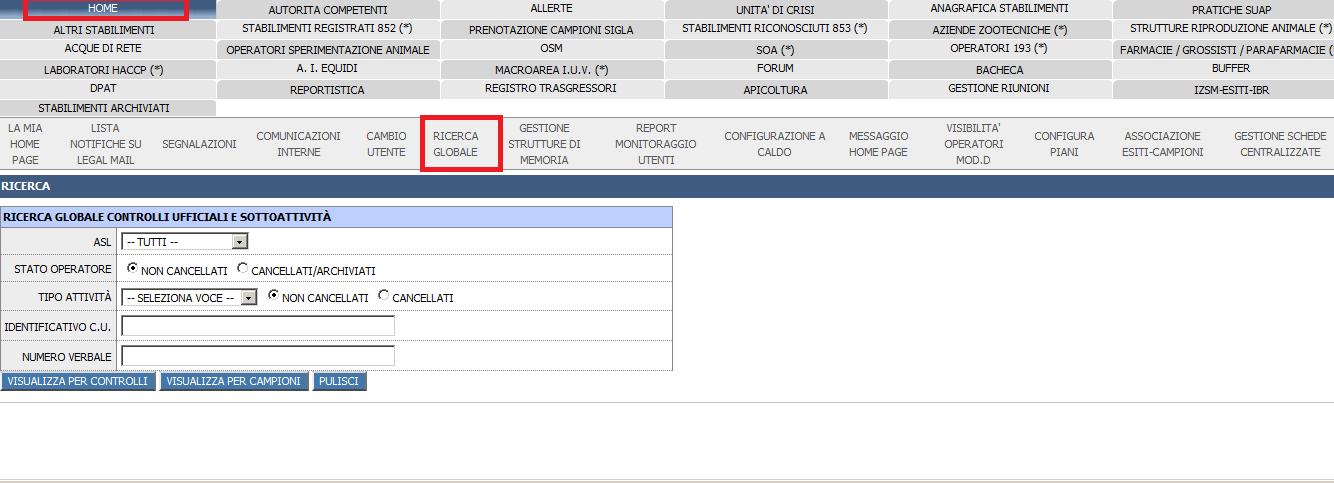 HOME AUTORITA COMPETENTI ALLERTE UNITA' DI CRISI ANAGRAFICA STABILIMENTI PRATICHE SUAP
ALTRI STABILIMENTI STABILIMENTI REGISTRATI 852 (*) PRENOTAZIONE CAMPIONI SIGLA STABILIMENTI RICONOSCIUTI 853 (*) AZIENDE ZOOTECNICHE (*) STRUTTURE RIPRODUZIONE ANIMALE (*)
ACQUE DI RETE OPERATORI SPERIMENTAZIONE ANIMALE OSM SOA (*) OPERATORI 193 (*) FARMACIE / GROSSISTI / PARAFARMACIE (
LABORATORI HACCP (*) A. I. EQUIDI MACROAREA I.U.V. (*) FORUM BACHECA BUFFER
DPAT REPORTISTICA REGISTRO TRASGRESSORI APICOLTURA GESTIONE RIUNIONI IZSM-ESITI-IBR
STABILIMENTI ARCHIVIATI
LA MIA
HOME
PAGE
LISTA
NOTIFICHE SU
LEGAL MAIL
SEGNALAZIONI
COMUNICAZIONI
INTERNE
CAMBIO
UTENTE
RICERCA
GLOBALE
GESTIONE
STRUTTURE DI
MEMORIA
REPORT
MONITORAGGIO
UTENTI
CONFIGURAZIONE A
CALDO
MESSAGGIO
HOME PAGE
VISIBILITA'
OPERATORI
MOD.D
CONFIGURA
PIANI
ASSOCIAZIONE
ESITI-CAMPIONI
GESTIONE SCHEDE
CENTRALIZZATE
RICERCA
RICERCA GLOBALE CONTROLLI UFFICIALI E SOTTOATTIVITÀ
ASL -- TUTTI --
STATO OPERATORE NON CANCELLATI CANCELLATI/ARCHIVIATI
TIPO ATTIVITÀ -- SELEZIONA VOCE -- NON CANCELLATI CANCELLATI
IDENTIFICATIVO C.U.
NUMERO VERBALE
VISUALIZZA PER CONTROLLI VISUALIZZA PER CAMPIONI PULISCI